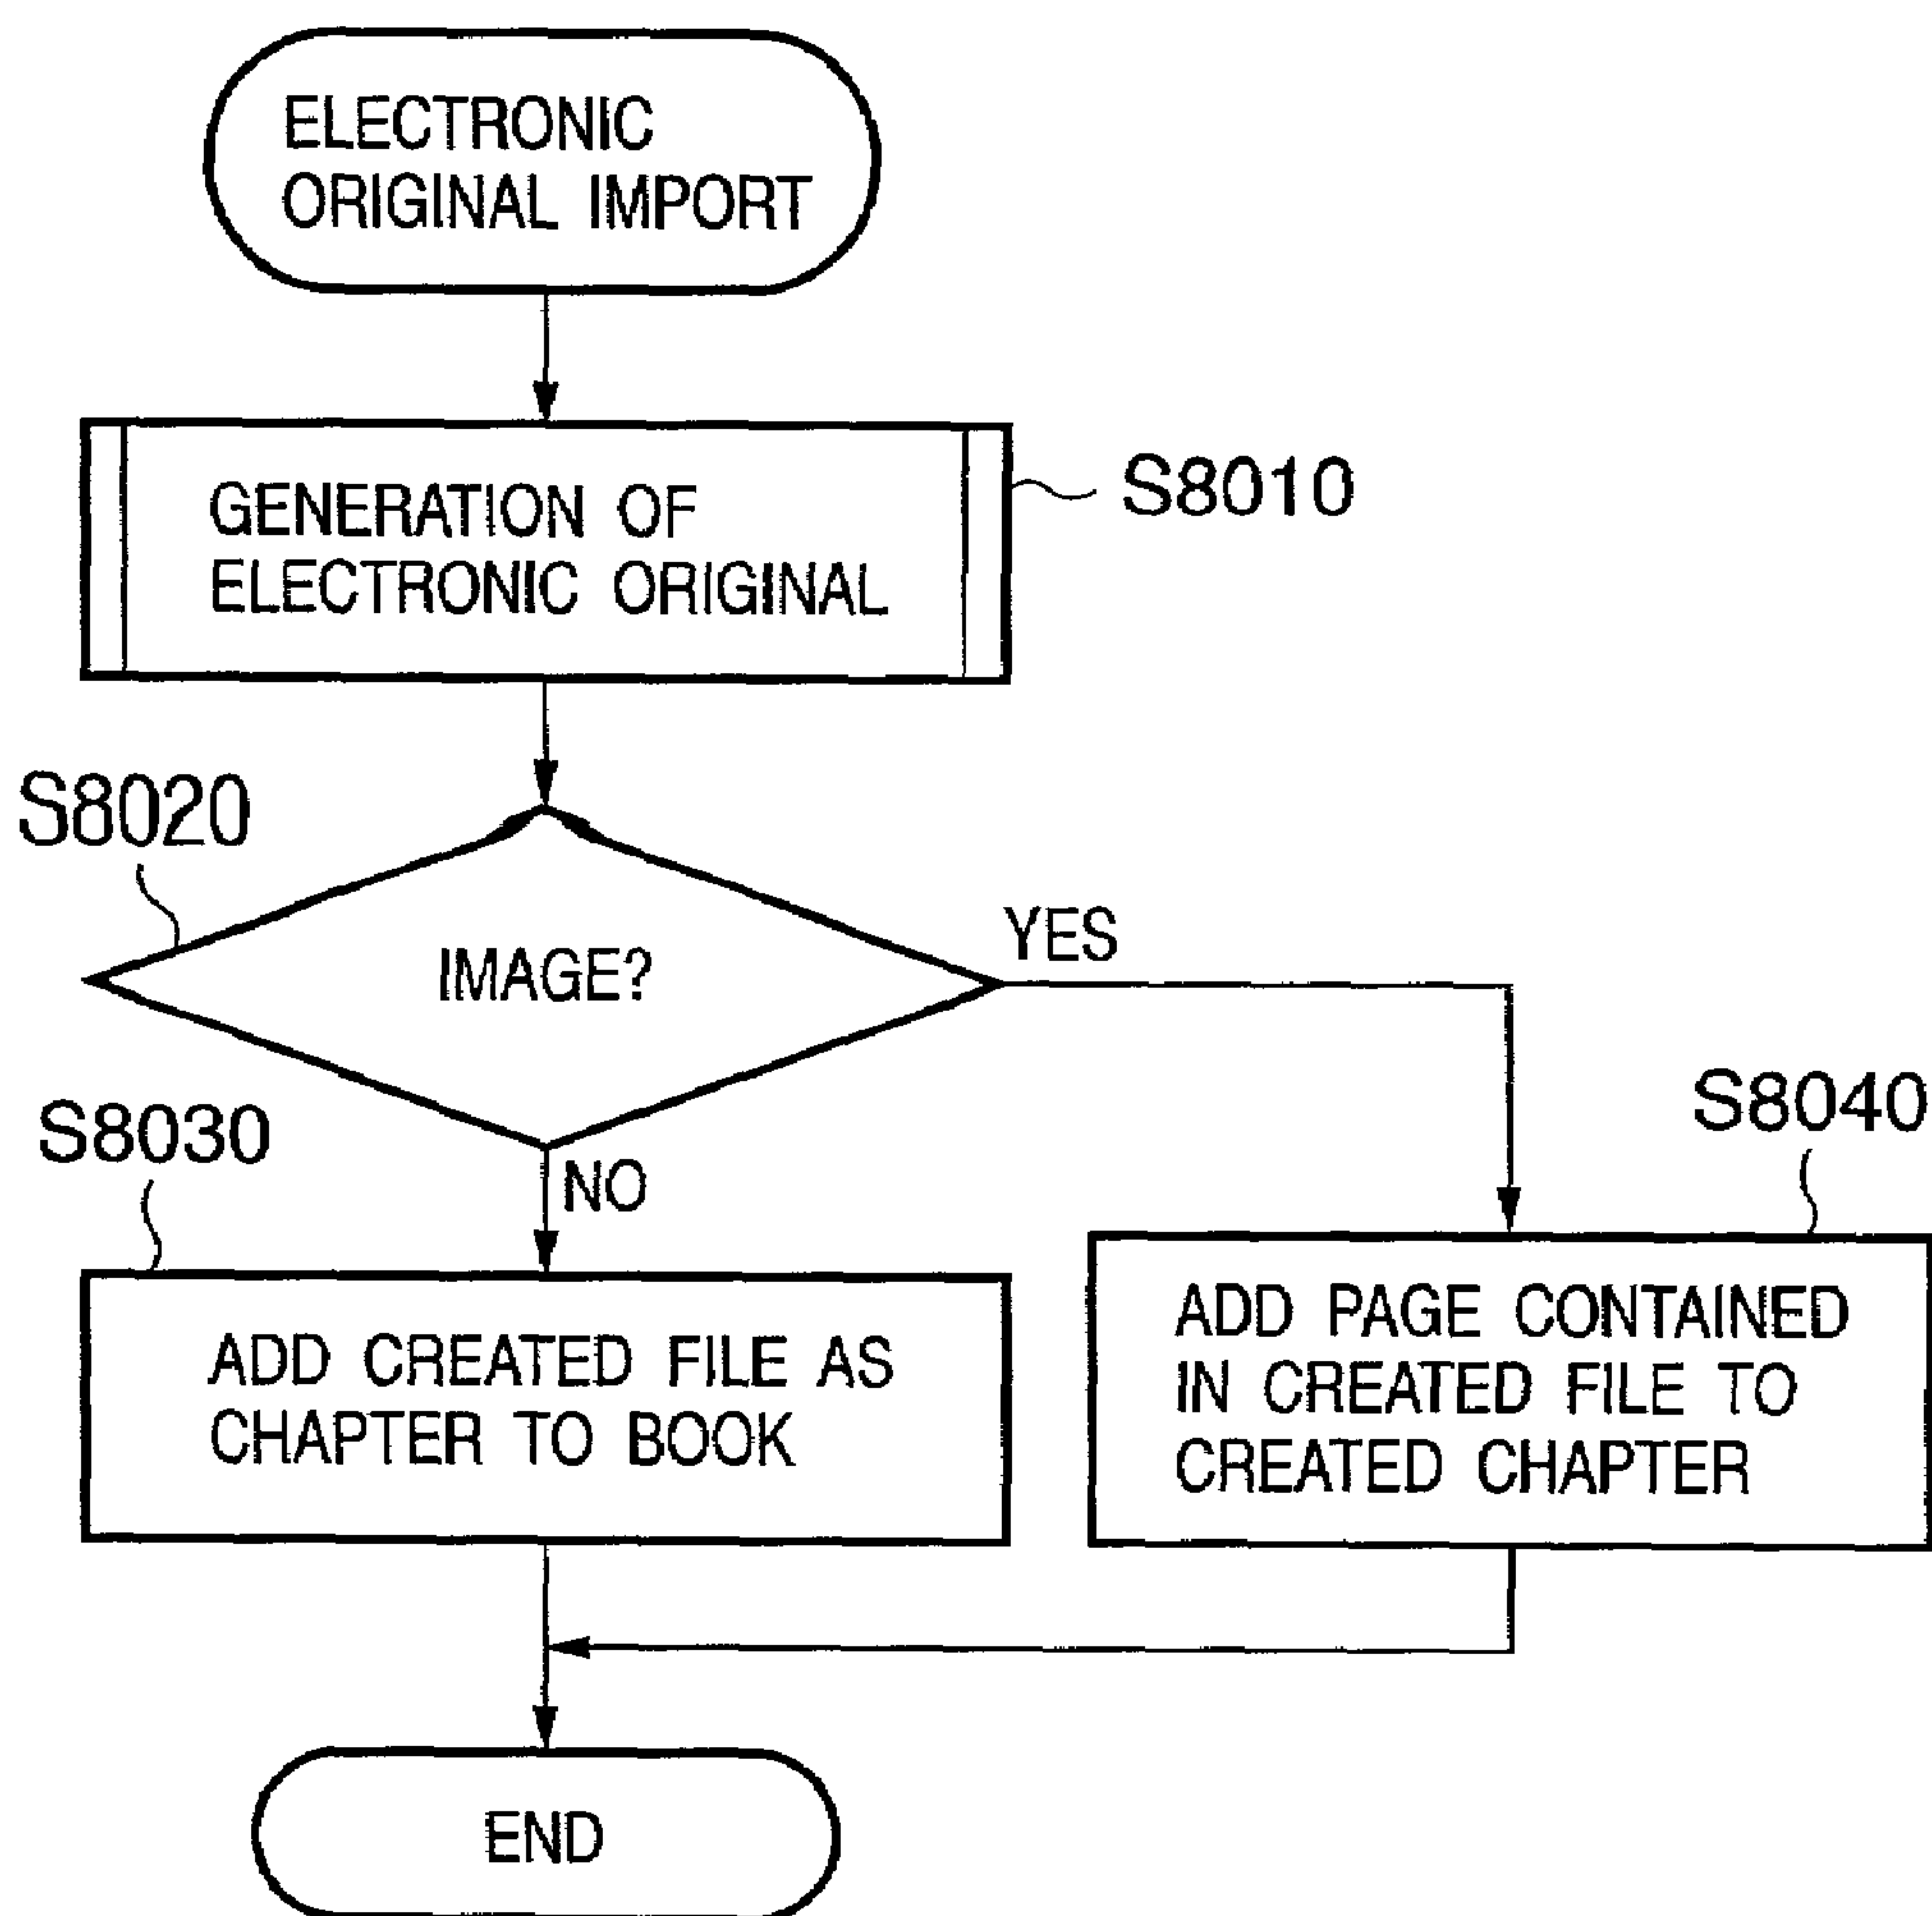 ELECTRONIC
ORIGINAL IMPORT
GENERATION OF
ELECTRONIC ORIGINAL
S8010
S8020
IMAGE?
YES
NO
S8030
ADD CREATED FILE AS
CHAPTER TO BOOK
S8040
ADD PAGE CONTAINED
IN CREATED FILE TO
CREATED CHAPTER
END